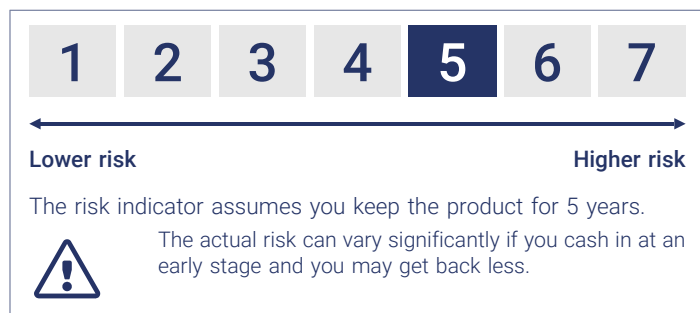 1 2 3 4 5 6 7
Lower risk Higher risk
The risk indicator assumes you keep the product for 5 years.
The actual risk can vary significantly if you cash in at an
early stage and you may get back less.